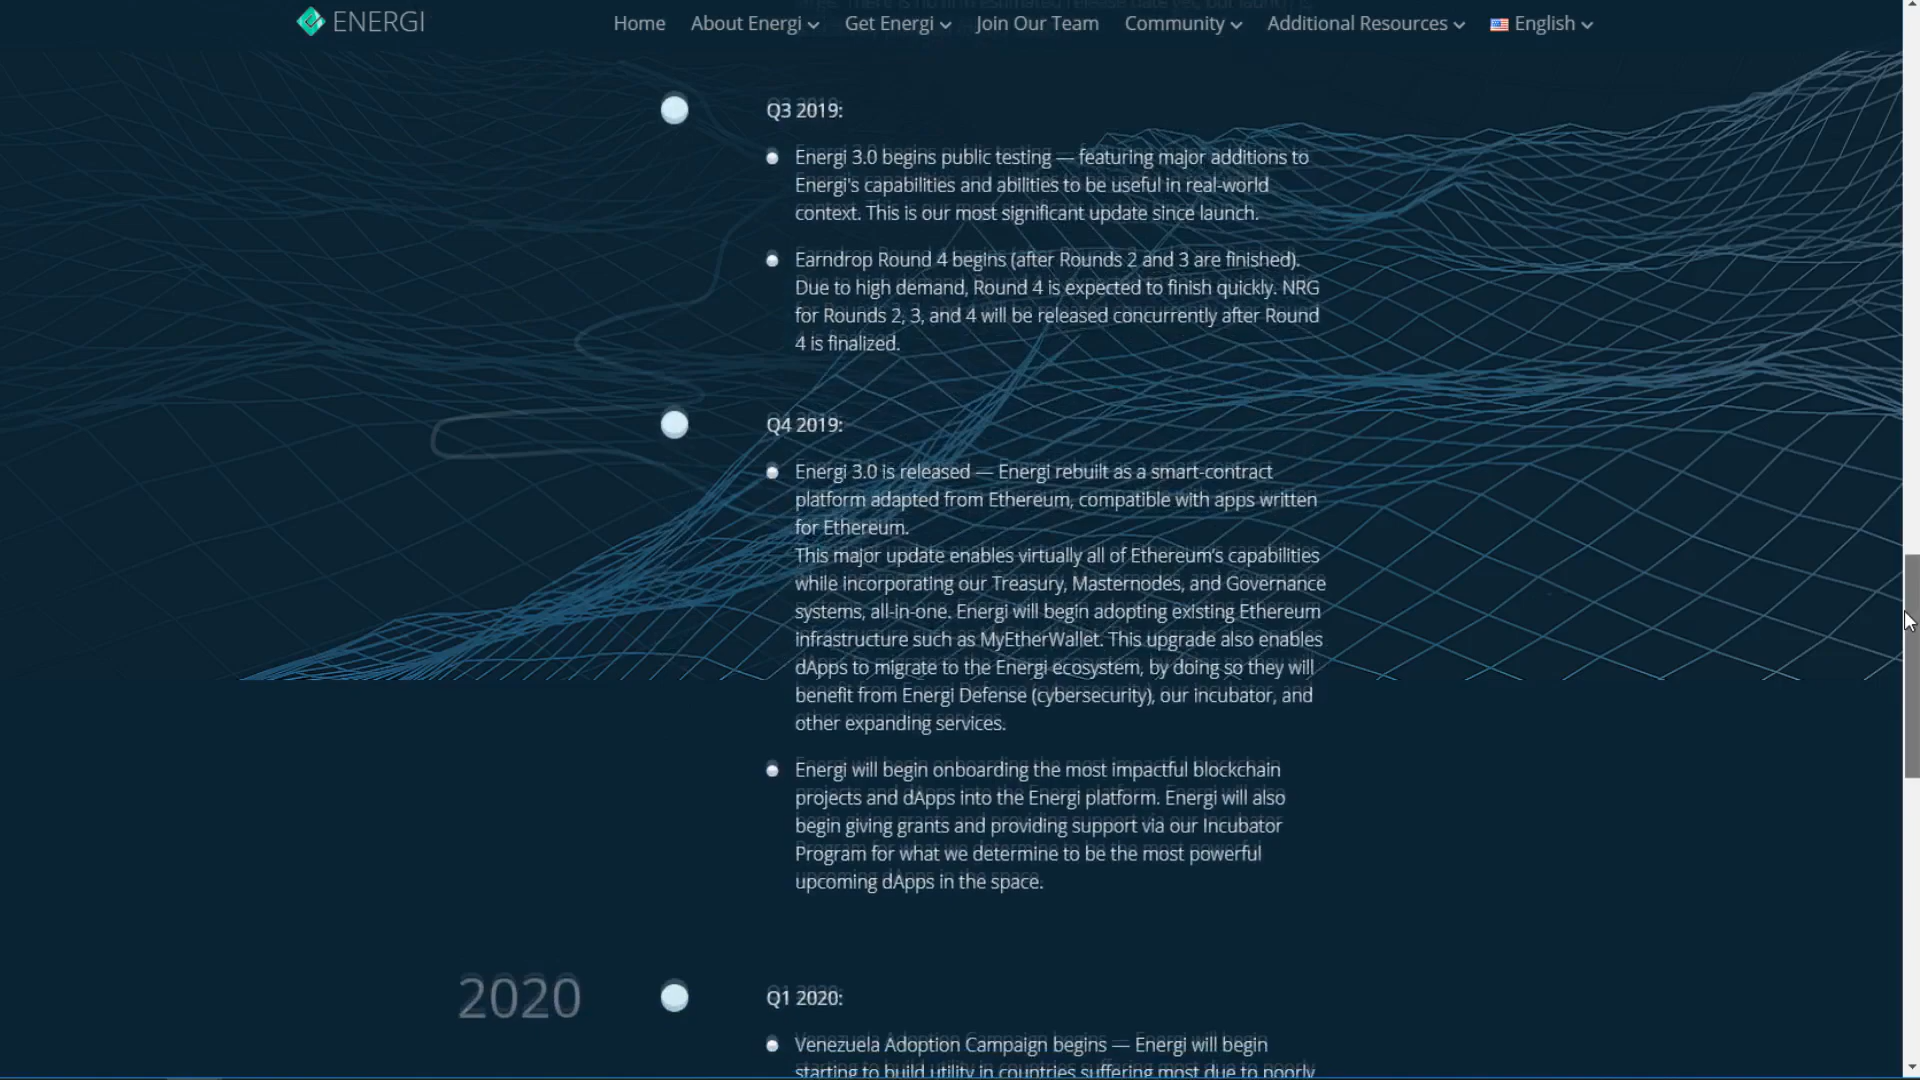 ENERGI
Home About Energi Get Energi Join Our Team Community Additional Resources English
Q3 2019:
Energi 3.0 begins public testing — featuring major additions to
Energi's capabilities and abilities to be useful in real-world
context. This is our most significant update since launch.
Earndrop Round 4 begins (after Rounds 2 and 3 are finished).
Due to high demand, Round 4 is expected to finish quickly. NRG
for Rounds 2, 3, and 4 will be released concurrently after Round
4 is finalized.
Q4 2019:
Energi 3.0 is released — Energi rebuilt as a smart-contract
platform adapted from Ethereum, compatible with apps written
for Ethereum.
This major update enables virtually all of Ethereum's capabilities
while incorporating our Treasury, Masternodes, and Governance
systems, all-in-one. Energi will begin adopting existing Ethereum
infrastructure such as MyEtherWallet. This upgrade also enables
dApps to migrate to the Energi ecosystem, by doing so they will
benefit from Energi Defense (cybersecurity), our incubator, and
other expanding services.
Energi will begin onboarding the most impactful blockchain
projects and dApps into the Energi platform. Energi will also
begin giving grants and providing support via our Incubator
Program for what we determine to be the most powerful
upcoming dApps in the space.
2020
Q1 2020:
Venezuela Adoption Campaign begins — Energi will begin
starting to build utility in countries suffering most due to poorly